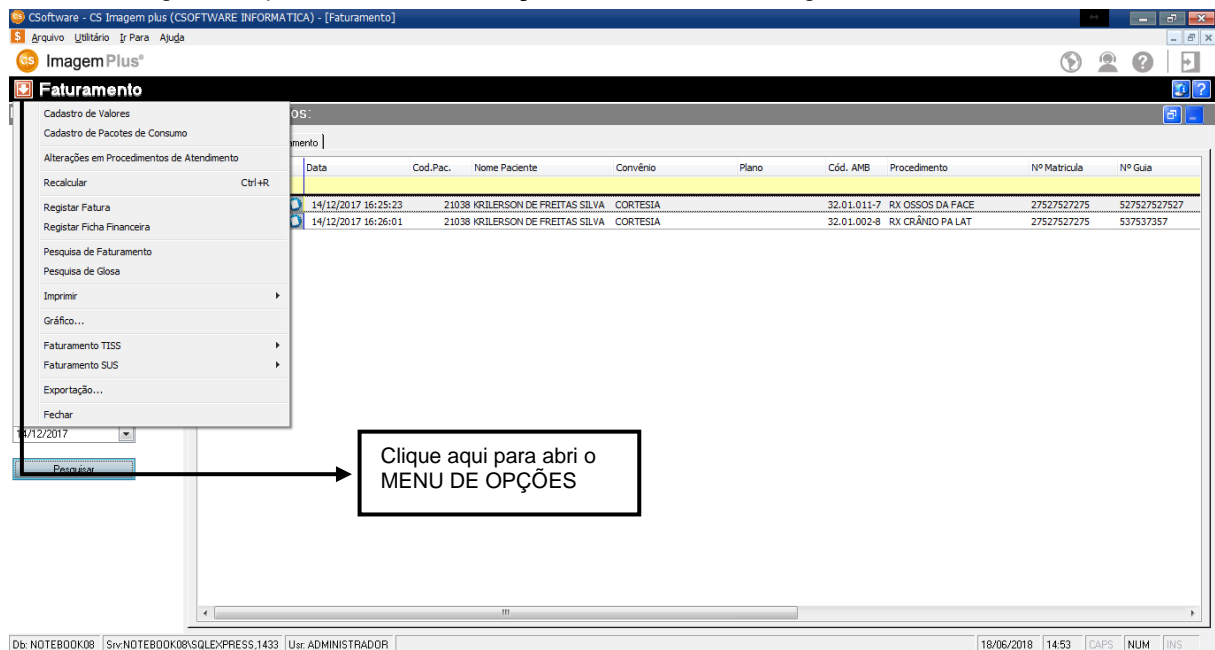 CSoftware - CS Imagem plus (CSOFTWARE INFORMATICA) - [Faturamento]
Arquivo Utilitário Ir Para Ajuda
cs Imagem Plus®
Faturamento
Cadastro de Valores
os:
Cadastro de Pacotes de Consumo
amento
Alterações em Procedimentos de Atendimento
Data Cod.Pac. Nome Paciente Convênio Plano Cód. AMB Procedimento Nº Matricula Nº Guia
Recalcular Ctrl+R
Registar Fatura
14/12/2017 16:25:23 21038 KRILERSON DE FREITAS SILVA CORTESIA 32.01.011-7 RX OSSOS DA FACE 27527527275 527527527527
Registar Ficha Financeira
14/12/2017 16:26:01 21038 KRILERSON DE FREITAS SILVA CORTESIA 32.01.002-8 RX CRÂNIO PA LAT 27527527275 537537357
Pesquisa de Faturamento
Pesquisa de Glosa
Imprimir
Gráfico...
Faturamento TISS
Faturamento SUS
Exportação...
Fechar
14/12/2017
Pesquisar
Clique aqui para abri o
MENU DE OPÇÕES
Db: NOTEBOOK08 Srv:NOTEBOOK08\SQLEXPRESS,1433 Usr: ADMINISTRADOR 18/06/2018 14:53 CAPS NUM INS